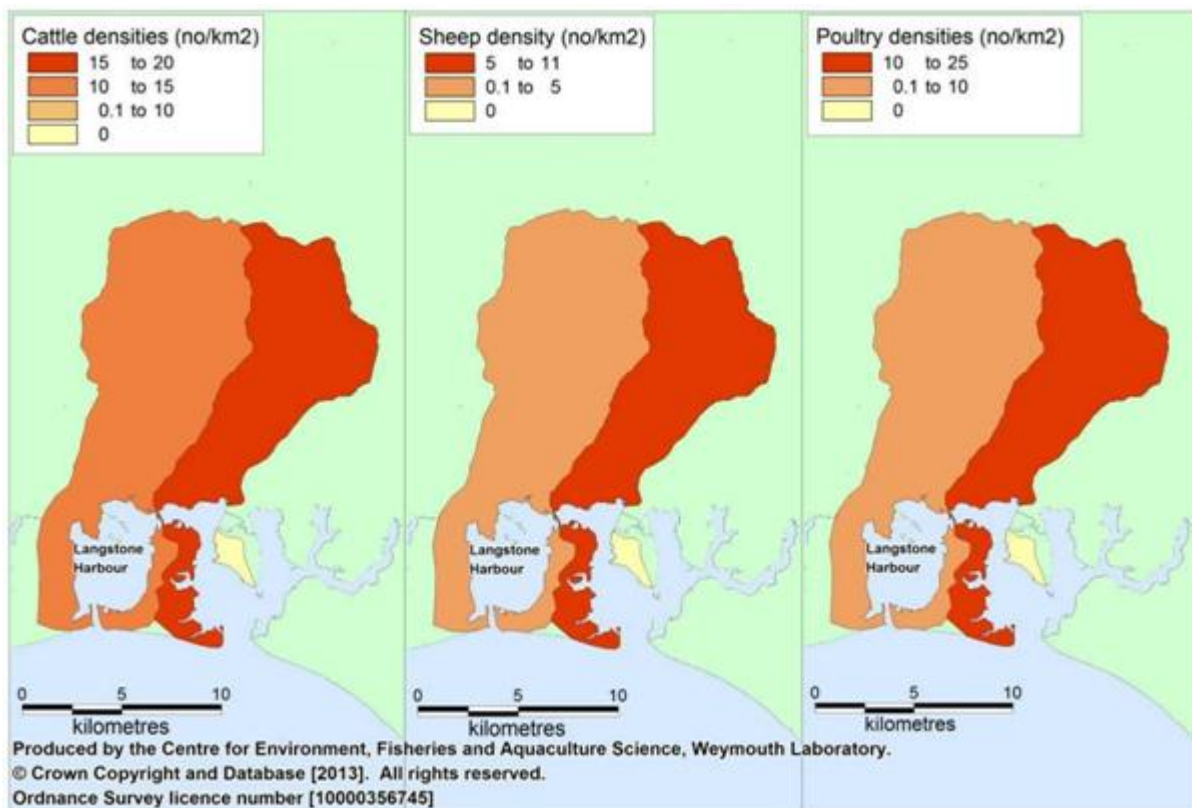 Cattle densities (no/km2)
15 to 20
10 to 15
0.1 to 10
0
Sheep density (no/km2)
5 to 11
0.1 to 5
0
Poultry densities (no/km2)
10 to 25
0.1 to 10
0
Langstone
Harbour
Langstone
Harbour
Langstone
Harbour
0 5 10
kilometres
0 5 10
kilometres
0 5 10
kilometres
Produced by the Centre for Environment, Fisheries and Aquaculture Science, Weymouth Laboratory.
© Crown Copyright and Database [2013]. All rights reserved.
Ordnance Survey licence number [10000356745]